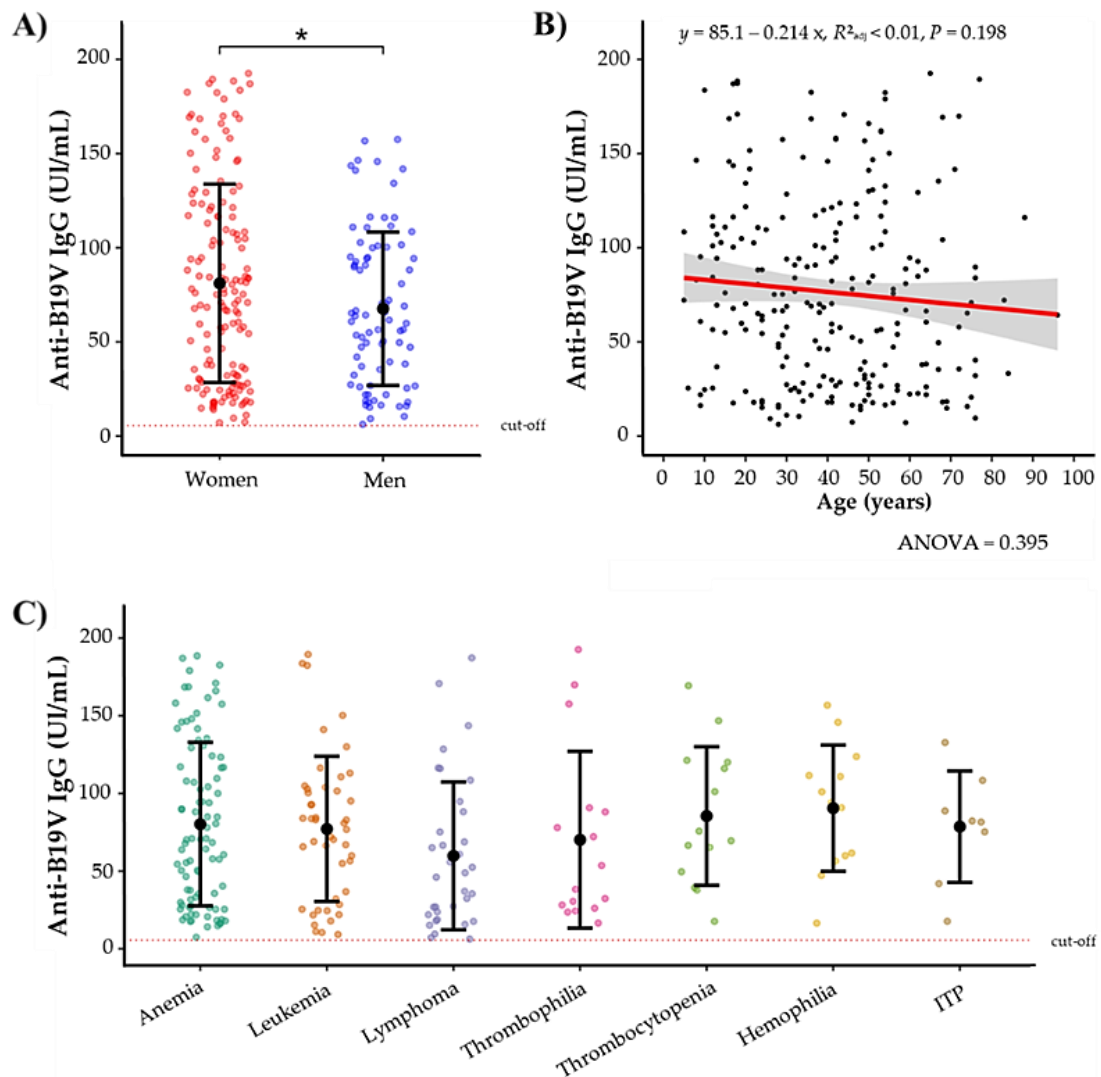 A)
*
200
150
100
50
0
Anti-B19V IgG (UI/mL)
cut-off
Women
Men
B)
y = 85.1 – 0.214 x, R²adj < 0.01, P = 0.198
200
150
100
50
0
Anti-B19V IgG (UI/mL)
0 10 20 30 40 50 60 70 80 90 100
Age (years)
ANOVA = 0.395
C)
200
150
100
50
0
Anti-B19V IgG (UI/mL)
cut-off
Anemia
Leukemia
Lymphoma
Thrombophilia
Thrombocytopenia
Hemophilia
ITP